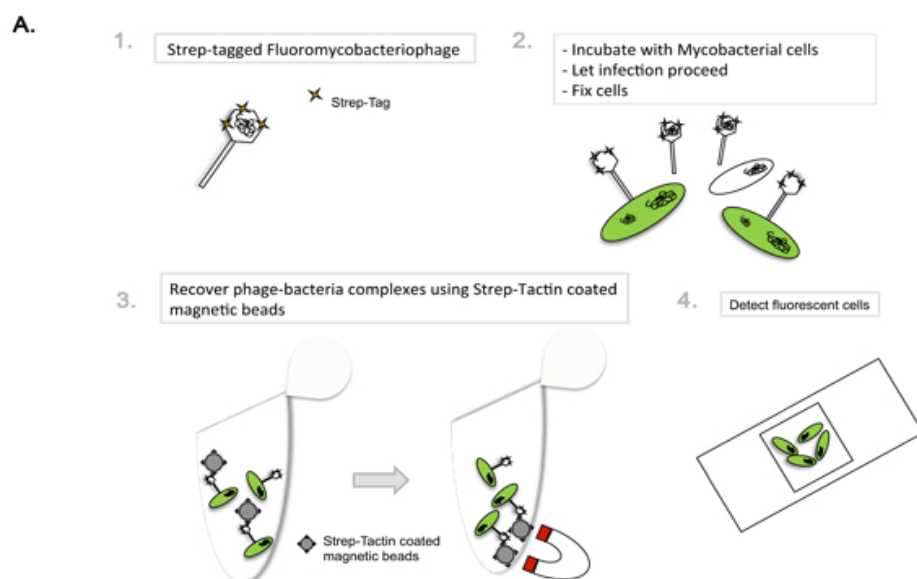 A.
1.
Strep-tagged Fluoromycobacteriophage
Strep-Tag
2.
- Incubate with Mycobacterial cells
- Let infection proceed
- Fix cells
3.
Recover phage-bacteria complexes using Strep-Tactin coated
magnetic beads
Strep-Tactin coated
magnetic beads
4.
Detect fluorescent cells